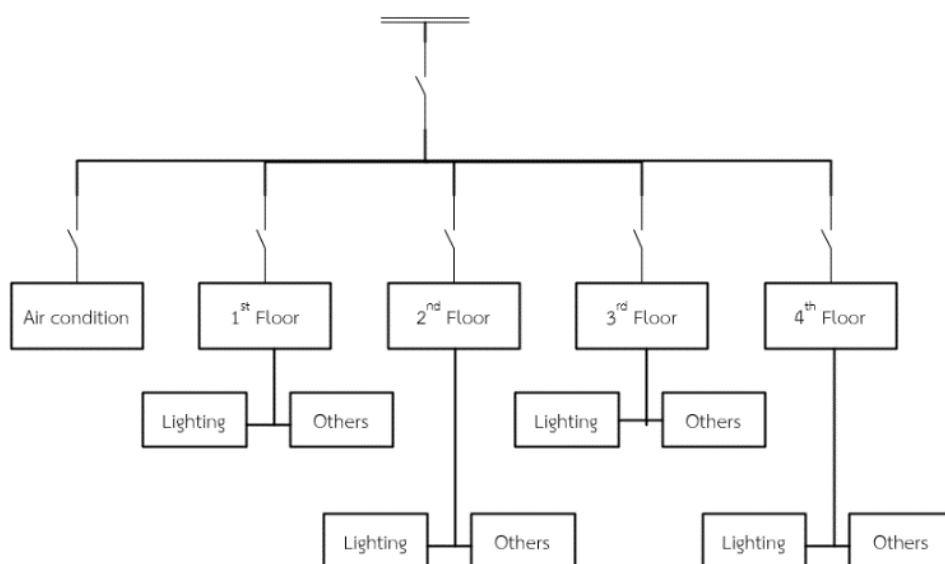 Air condition
1st Floor
2nd Floor
3rd Floor
4th Floor
Lighting
Others
Lighting
Others
Lighting
Others
Lighting
Others